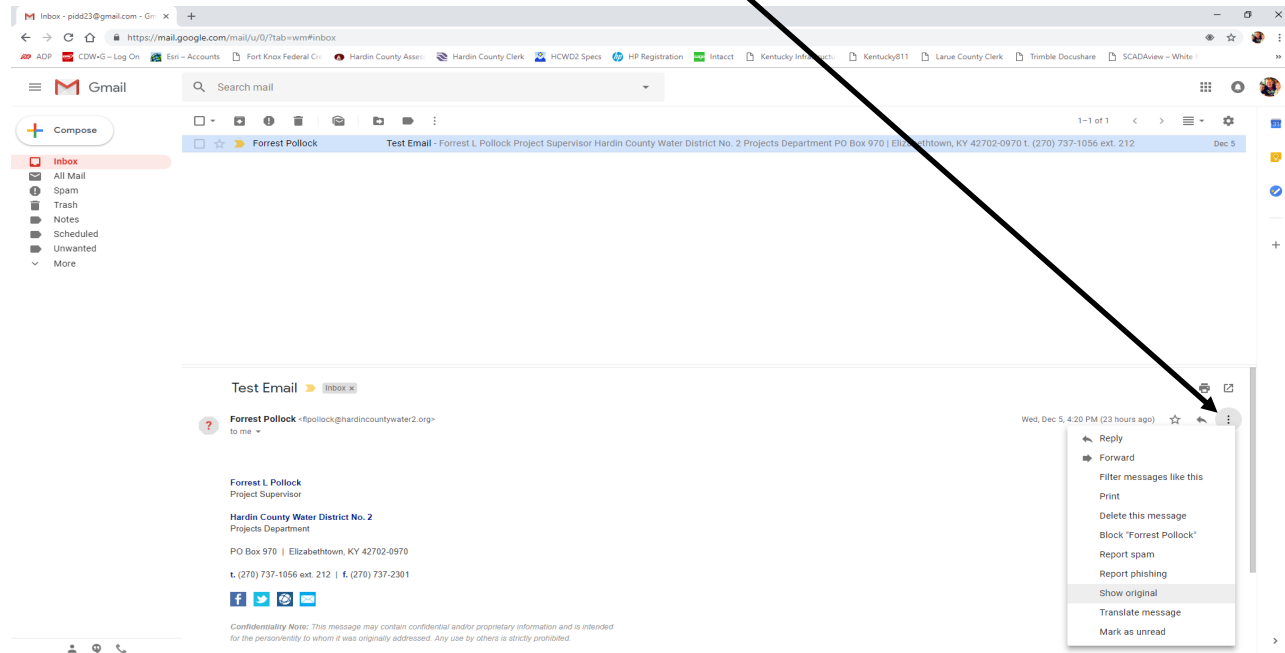 Inbox - pidd23@gmail.com - Gm
https://mail.google.com/mail/u/0/?tab=wm#inbox
ADP CDW•G – Log On Esri – Accounts Fort Knox Federal Cre Hardin County Asses Hardin County Clerk HCWD2 Specs HP Registration Intacct Kentucky Infrastructu Kentucky811 Larue County Clerk Trimble Docushare SCADAview – White
Gmail
Search mail
Compose
1–1 of 1
Forrest Pollock Test Email - Forrest L Pollock Project Supervisor Hardin County Water District No. 2 Projects Department PO Box 970 | Elizabethtown, KY 42702-0970 t. (270) 737-1056 ext. 212 Dec 5
Inbox
All Mail
Spam
Trash
Notes
Scheduled
Unwanted
More
Test Email Inbox x
Forrest Pollock <flpollock@hardincountywater2.org> Wed, Dec 5, 4:20 PM (23 hours ago)
to me
Reply
Forward
Filter messages like this
Print
Delete this message
Block "Forrest Pollock"
Report spam
Report phishing
Show original
Translate message
Mark as unread
Forrest L Pollock
Project Supervisor
Hardin County Water District No. 2
Projects Department
PO Box 970 | Elizabethtown, KY 42702-0970
t. (270) 737-1056 ext. 212 | f. (270) 737-2301
Confidentiality Note: This message may contain confidential and/or proprietary information and is intended
for the person/entity to whom it was originally addressed. Any use by others is strictly prohibited.